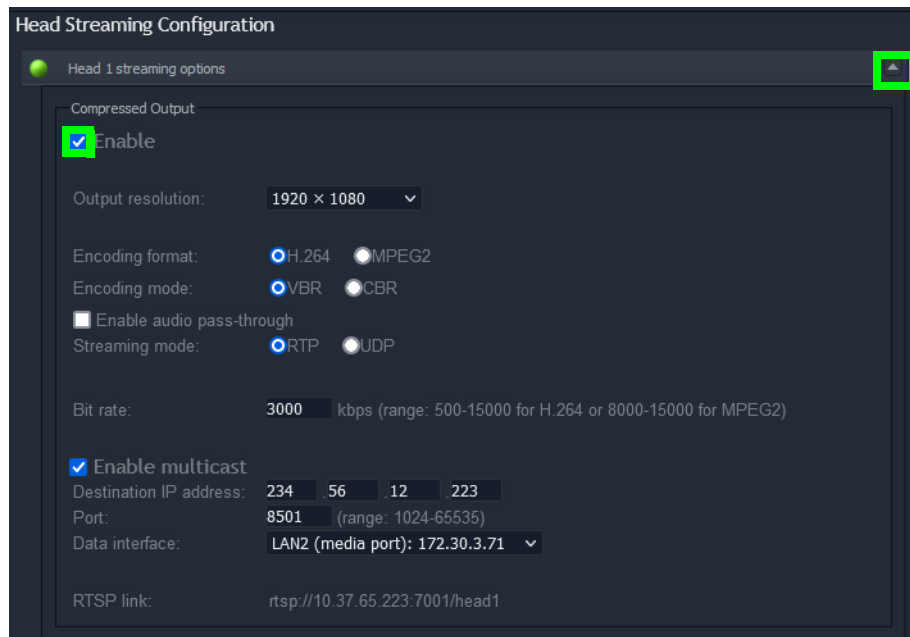 Head Streaming Configuration
Head 1 streaming options
Compressed Output
Enable
Output resolution: 1920 × 1080
Encoding format: H.264 MPEG2
Encoding mode: VBR CBR
Enable audio pass-through
Streaming mode: RTP UDP
Bit rate: 3000 kbps (range: 500-15000 for H.264 or 8000-15000 for MPEG2)
Enable multicast
Destination IP address: 234 .56 .12 .223
Port: 8501 (range: 1024-65535)
Data interface: LAN2 (media port): 172.30.3.71
RTSP link: rtsp://10.37.65.223:7001/head1